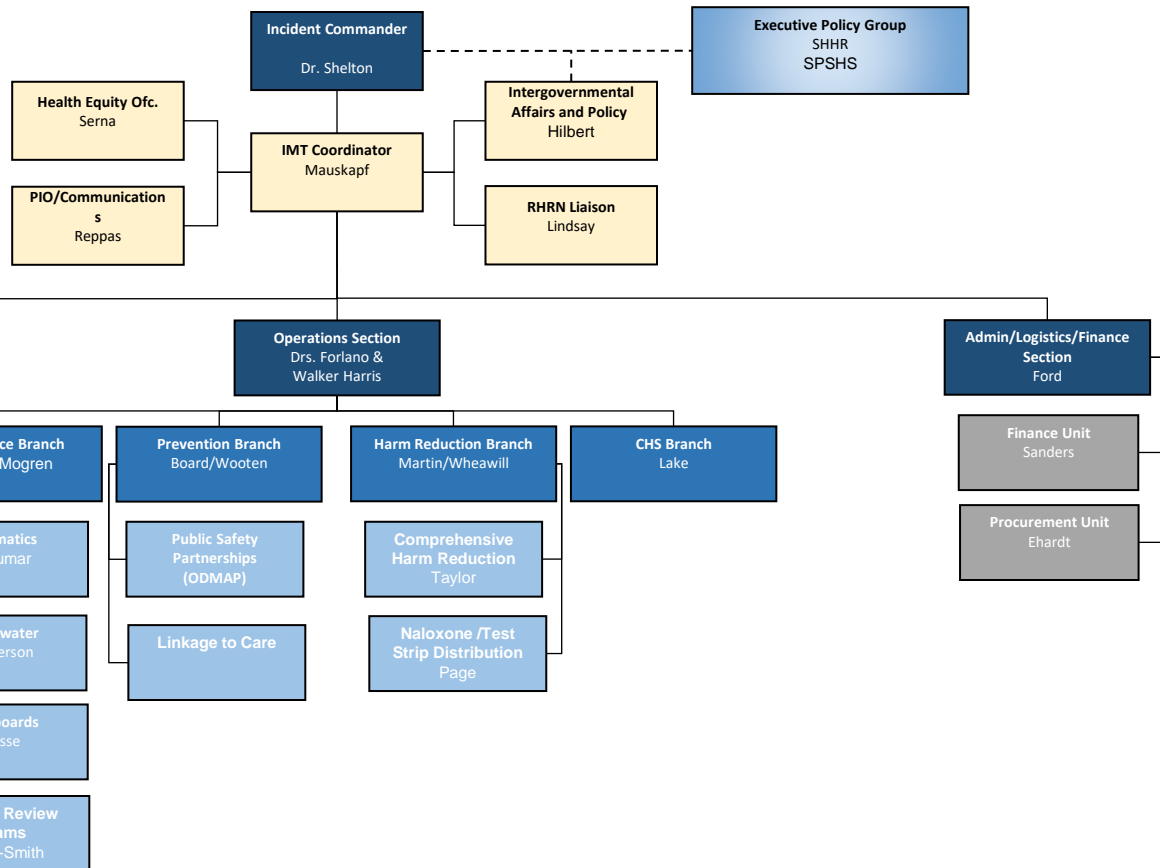 Incident Commander
Dr. Shelton
Executive Policy Group
SHHR
SPSHS
Health Equity Ofc.
Serna
Intergovernmental
Affairs and Policy
Hilbert
IMT Coordinator
Mauskapf
PIO/Communication
s
Reppas
RHRN Liaison
Lindsay
Operations Section
Drs. Forlano &
Walker Harris
Admin/Logistics/Finance
Section
Ford
Branch
Mogren
Prevention Branch
Board/Wooten
Harm Reduction Branch
Martin/Wheawill
CHS Branch
Lake
Finance Unit
Sanders
Procurement Unit
Ehardt
Public Safety
Partnerships
(ODMAP)
Comprehensive
Harm Reduction
Taylor
Linkage to Care
Naloxone /Test
Strip Distribution
Page
Review
-Smith